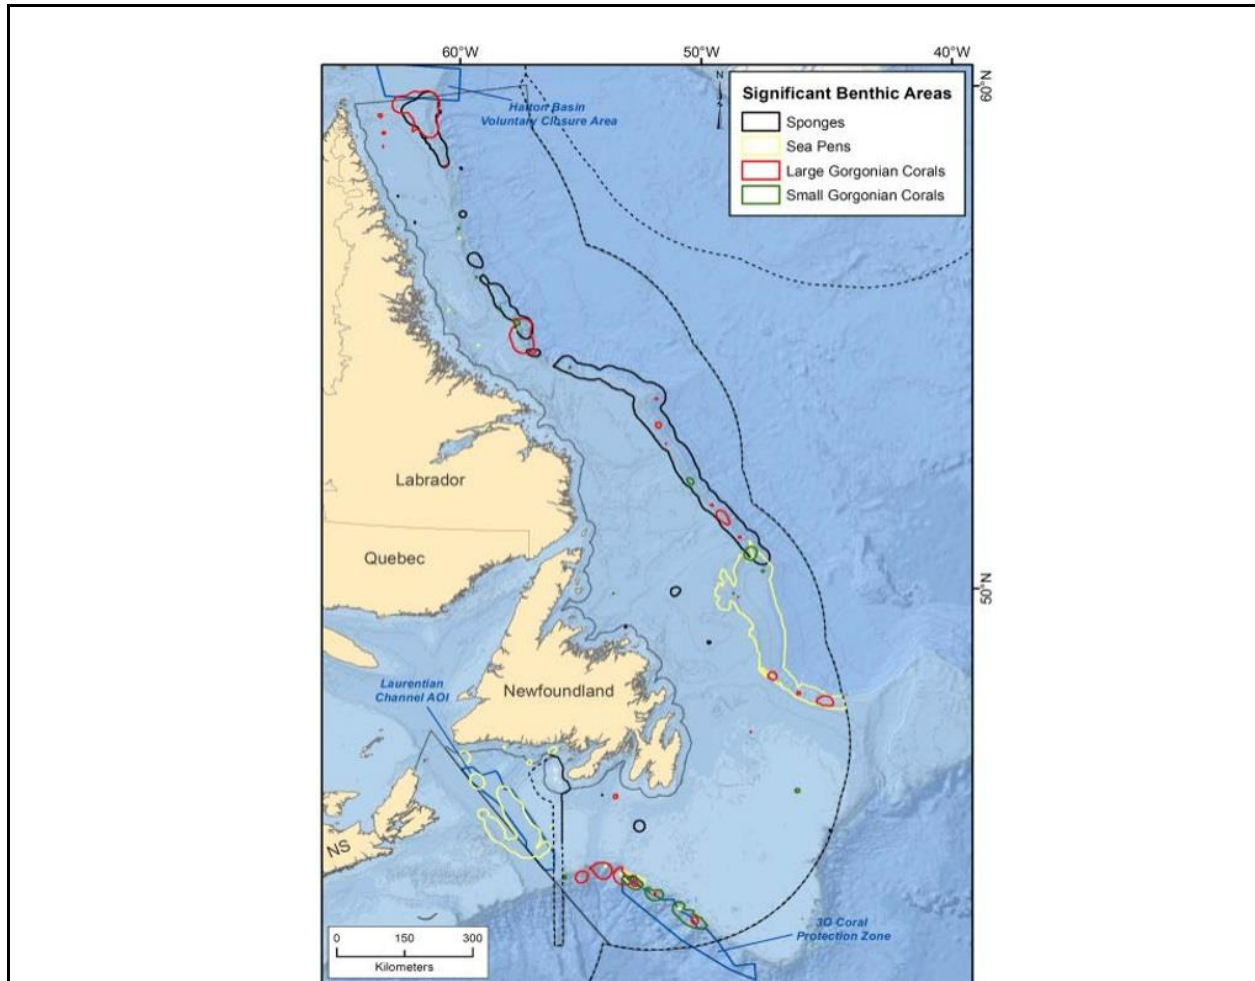 60°W
50°W
40°W
60°N
50°N
N
Significant Benthic Areas
Sponges
Sea Pens
Large Gorgonian Corals
Small Gorgonian Corals
Hatton Basin
Voluntary Closure Area
Labrador
Quebec
Newfoundland
Laurentian
Channel AOI
NS
3O Coral
Protection Zone
0 150 300
Kilometers